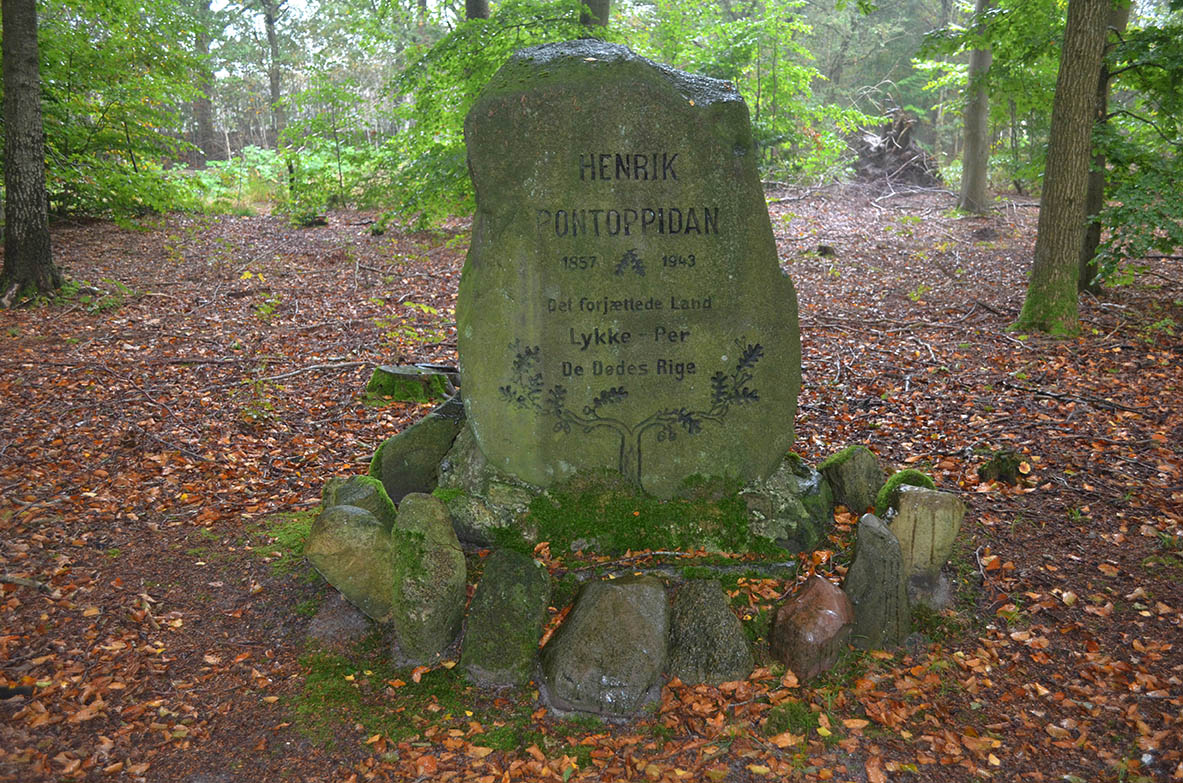 HENRIK
PONTOPPIDAN
1857 1943
Det forjættede Land
Lykke - Per
De Dødes Rige